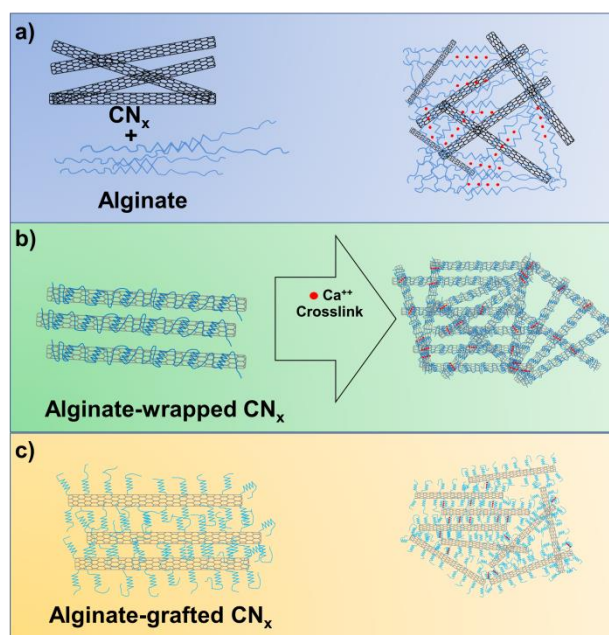 a)
CNx
+
Alginate
b)
Ca++
Crosslink
Alginate-wrapped CNx
c)
Alginate-grafted CNx